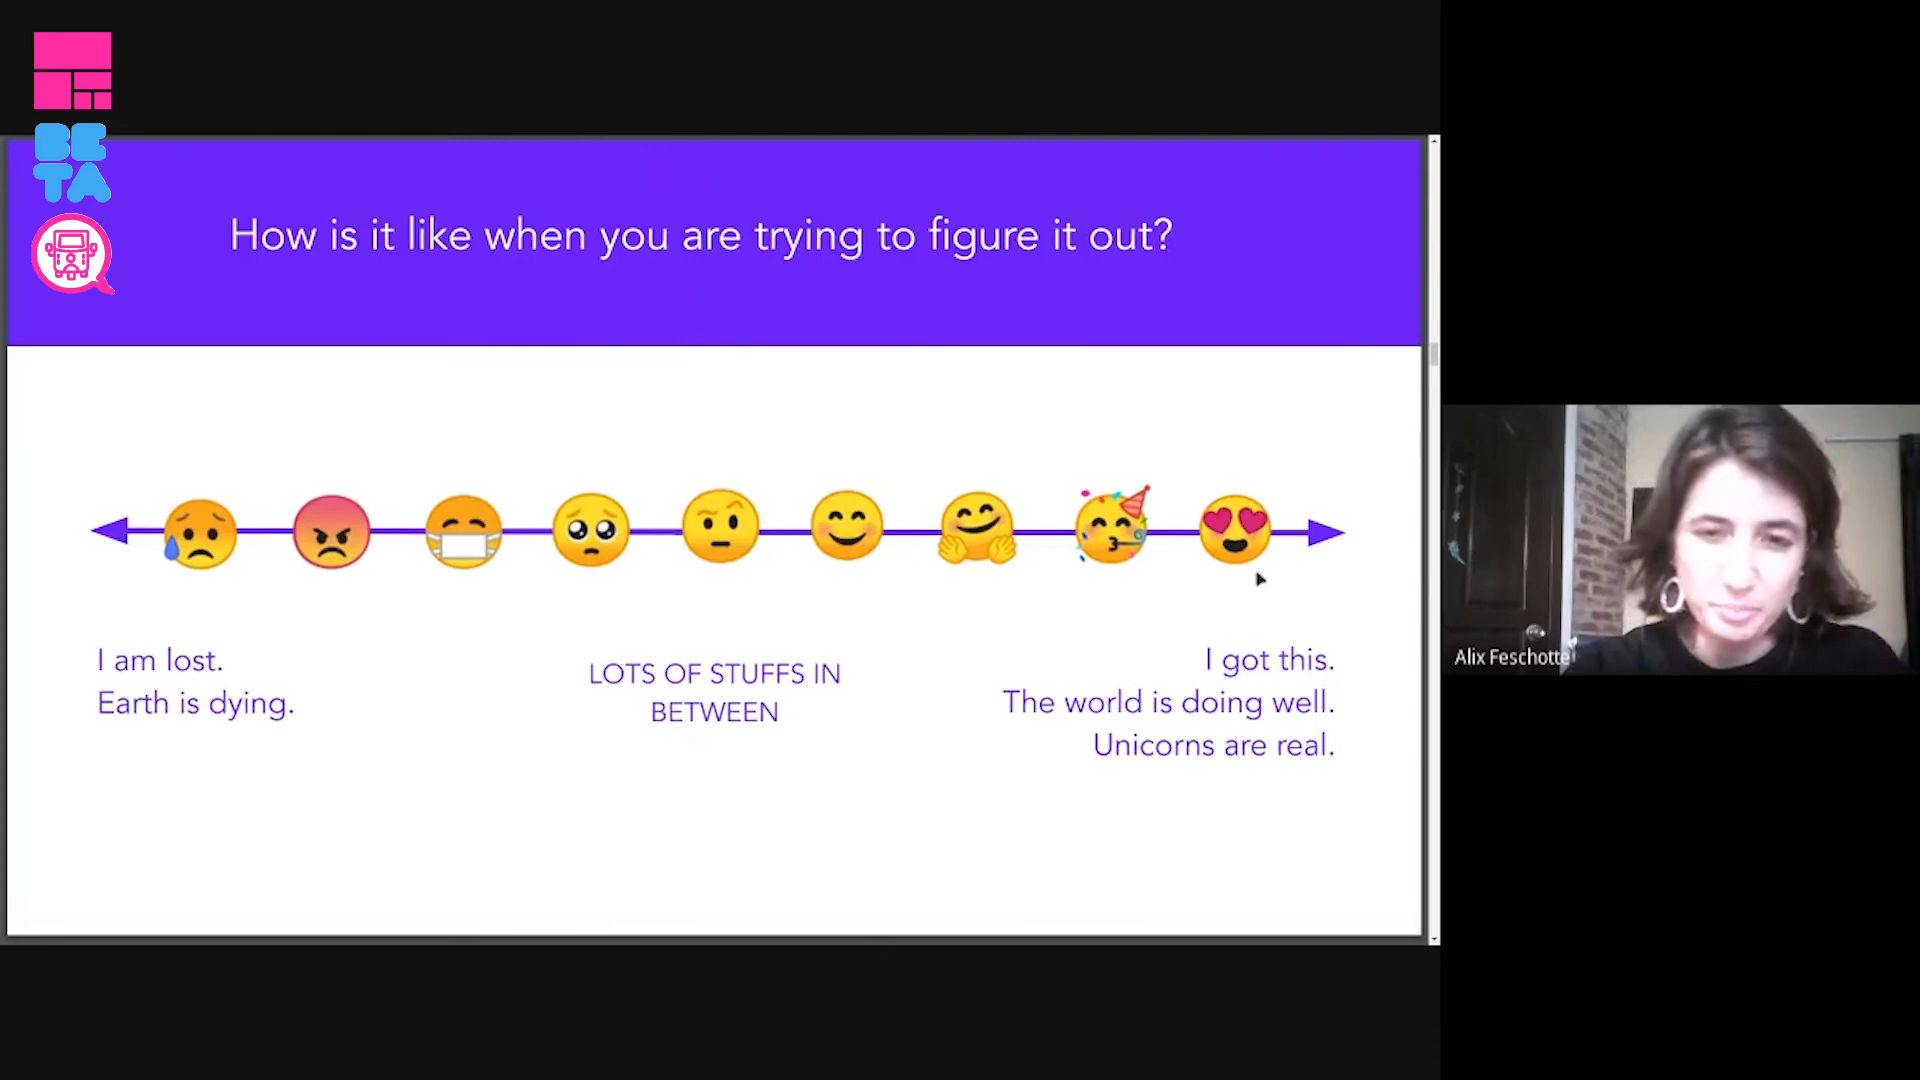 BE
TA
How is it like when you are trying to figure it out?
I am lost.
Earth is dying.
LOTS OF STUFFS IN
BETWEEN
I got this.
The world is doing well.
Unicorns are real.
Alix Feschotte